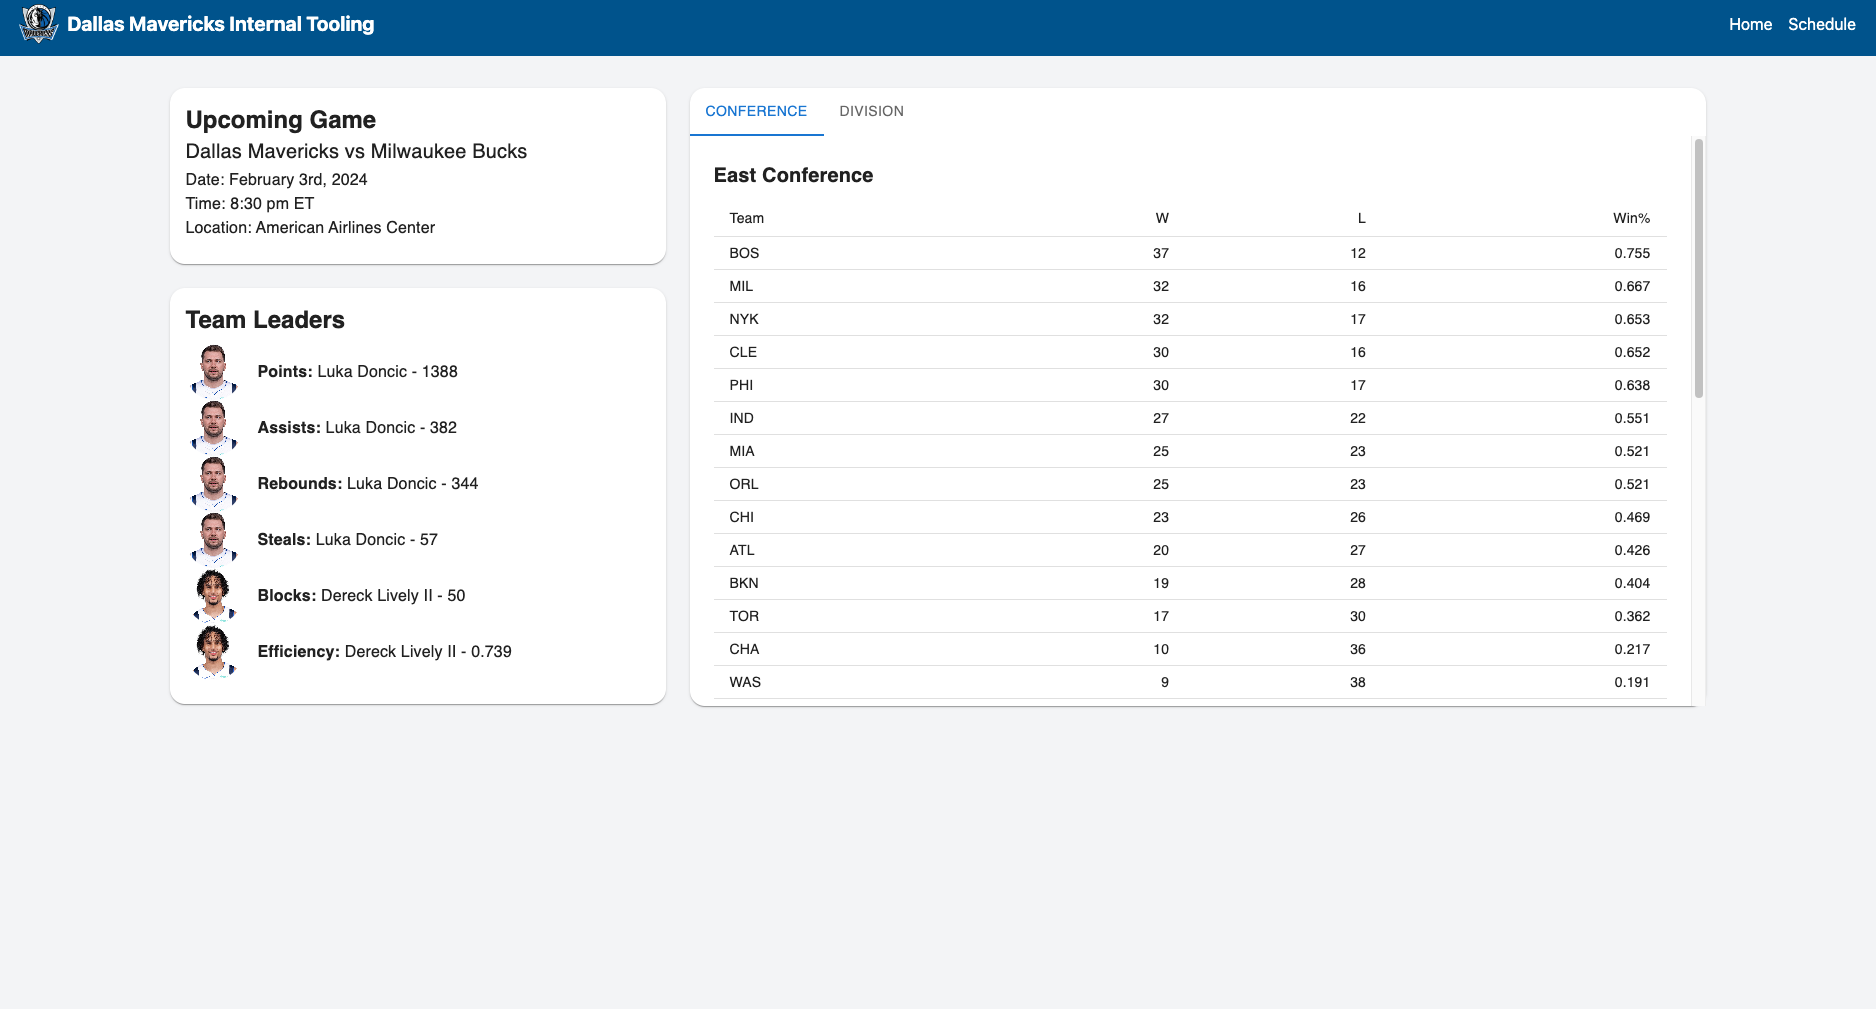 Dallas Mavericks Internal Tooling
Home Schedule
Upcoming Game
Dallas Mavericks vs Milwaukee Bucks
Date: February 3rd, 2024
Time: 8:30 pm ET
Location: American Airlines Center
Team Leaders
Points: Luka Doncic - 1388
Assists: Luka Doncic - 382
Rebounds: Luka Doncic - 344
Steals: Luka Doncic - 57
Blocks: Dereck Lively II - 50
Efficiency: Dereck Lively II - 0.739
CONFERENCE DIVISION
East Conference
Team W L Win%
BOS 37 12 0.755
MIL 32 16 0.667
NYK 32 17 0.653
CLE 30 16 0.652
PHI 30 17 0.638
IND 27 22 0.551
MIA 25 23 0.521
ORL 25 23 0.521
CHI 23 26 0.469
ATL 20 27 0.426
BKN 19 28 0.404
TOR 17 30 0.362
CHA 10 36 0.217
WAS 9 38 0.191